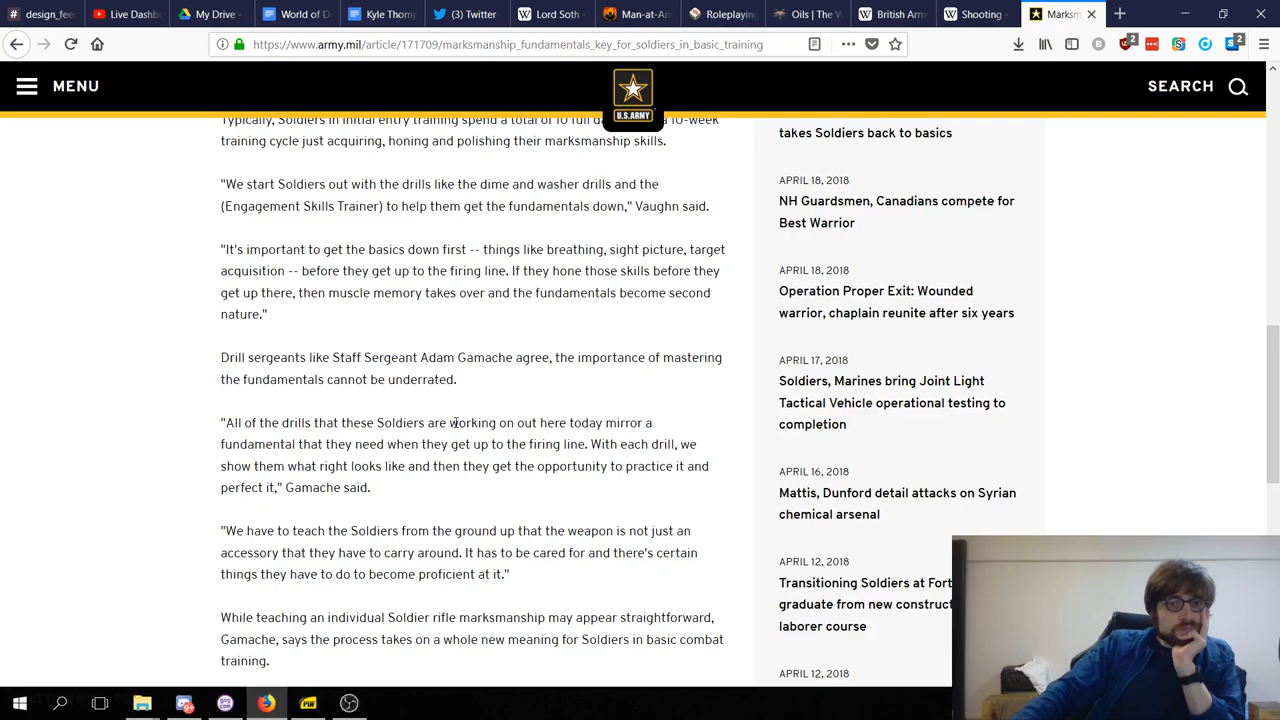 design_feed
Live Dashb
My Drive -
World of D
Kyle Thomp
(3) Twitter
Lord Soth -
Man-at-Arm
Roleplaying
Oils | The W
British Arm
Shooting -
Marksm
https://www.army.mil/article/171709/marksmanship_fundamentals_key_for_soldiers_in_basic_training
2
2
MENU
U.S.ARMY
SEARCH
Typically, Soldiers in initial entry training spend a total of 10 full da 10-week
training cycle just acquiring, honing and polishing their marksmanship skills.
"We start Soldiers out with the drills like the dime and washer drills and the
(Engagement Skills Trainer) to help them get the fundamentals down," Vaughn said.
"It's important to get the basics down first -- things like breathing, sight picture, target
acquisition -- before they get up to the firing line. If they hone those skills before they
get up there, then muscle memory takes over and the fundamentals become second
nature."
Drill sergeants like Staff Sergeant Adam Gamache agree, the importance of mastering
the fundamentals cannot be underrated.
"All of the drills that these Soldiers are working on out here today mirror a
fundamental that they need when they get up to the firing line. With each drill, we
show them what right looks like and then they get the opportunity to practice it and
perfect it," Gamache said.
"We have to teach the Soldiers from the ground up that the weapon is not just an
accessory that they have to carry around. It has to be cared for and there's certain
things they have to do to become proficient at it."
While teaching an individual Soldier rifle marksmanship may appear straightforward,
Gamache, says the process takes on a whole new meaning for Soldiers in basic combat
training.
takes Soldiers back to basics
APRIL 18, 2018
NH Guardsmen, Canadians compete for
Best Warrior
APRIL 18, 2018
Operation Proper Exit: Wounded
warrior, chaplain reunite after six years
APRIL 17, 2018
Soldiers, Marines bring Joint Light
Tactical Vehicle operational testing to
completion
APRIL 16, 2018
Mattis, Dunford detail attacks on Syrian
chemical arsenal
APRIL 12, 2018
Transitioning Soldiers at Fort
graduate from new construct
laborer course
APRIL 12, 2018